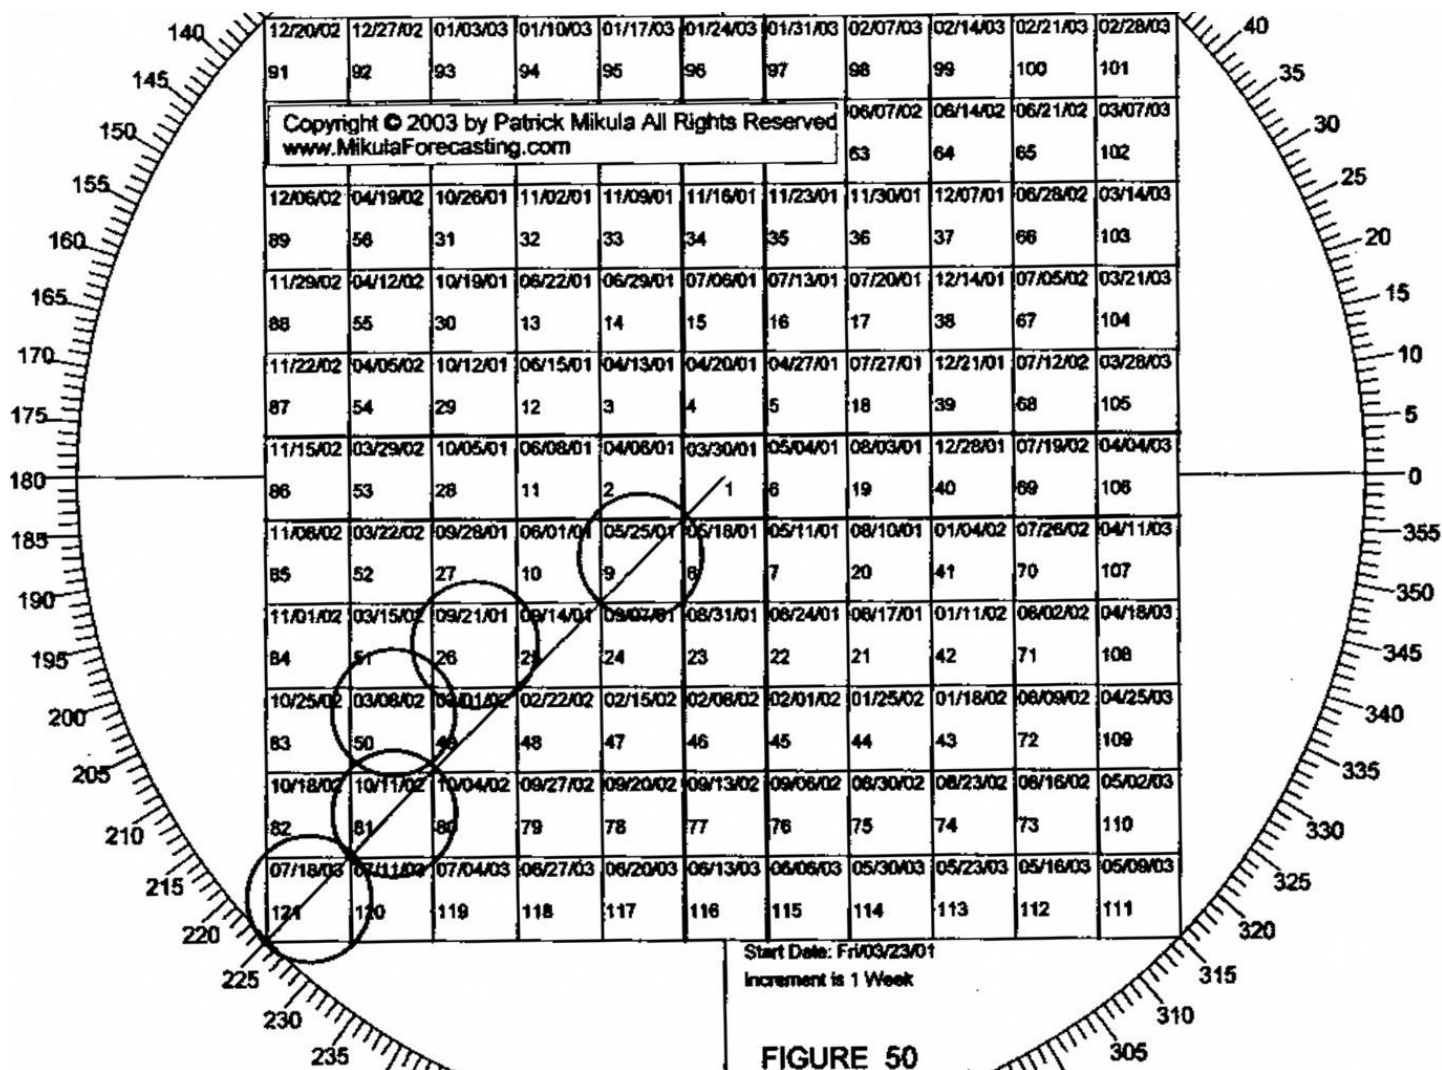 140 12/20/02 12/27/02 01/03/03 01/10/03 01/17/03 01/24/03 01/31/03 02/07/03 02/14/03 02/21/03 02/28/03 40
145 91 92 93 94 95 96 97 98 99 100 101 35
150 Copyright © 2003 by Patrick Mikula All Rights Reserved 06/07/02 06/14/02 06/21/02 03/07/03 30
www.MikulaForecasting.com 63 64 65 102
155 12/06/02 04/19/02 10/26/01 11/02/01 11/09/01 11/16/01 11/23/01 11/30/01 12/07/01 06/28/02 03/14/03 25
160 89 56 31 32 33 34 35 36 37 66 103 20
165 11/29/02 04/12/02 10/19/01 06/22/01 06/29/01 07/06/01 07/13/01 07/20/01 12/14/01 07/05/02 03/21/03 15
88 55 30 13 14 15 16 17 38 67 104
170 11/22/02 04/05/02 10/12/01 06/15/01 04/13/01 04/20/01 04/27/01 07/27/01 12/21/01 07/12/02 03/28/03 10
175 87 54 29 12 3 4 5 18 39 68 105 5
11/15/02 03/29/02 10/05/01 06/08/01 04/06/01 03/30/01 05/04/01 08/03/01 12/28/01 07/19/02 04/04/03
180 86 53 28 11 2 1 6 19 40 69 106 0
185 11/08/02 03/22/02 09/28/01 06/01/01 05/25/01 05/18/01 05/11/01 08/10/01 01/04/02 07/26/02 04/11/03 355
190 85 52 27 10 9 8 7 20 41 70 107 350
11/01/02 03/15/02 09/21/01 09/14/01 09/07/01 08/31/01 08/24/01 08/17/01 01/11/02 08/02/02 04/18/03
195 84 51 26 25 24 23 22 21 42 71 108 345
200 10/25/02 03/08/02 03/01/02 02/22/02 02/15/02 02/08/02 02/01/02 01/25/02 01/18/02 08/09/02 04/25/03 340
205 83 50 49 48 47 46 45 44 43 72 109 335
10/18/02 10/11/02 10/04/02 09/27/02 09/20/02 09/13/02 09/06/02 08/30/02 08/23/02 08/16/02 05/02/03
210 82 81 80 79 78 77 76 75 74 73 110 330
215 07/18/03 07/11/03 07/04/03 06/27/03 06/20/03 06/13/03 06/06/03 05/30/03 05/23/03 05/16/03 05/09/03 325
220 121 120 119 118 117 116 115 114 113 112 111 320
225 Start Date: Fri/03/23/01 315
Increment is 1 Week
230 310
235 FIGURE 50 305